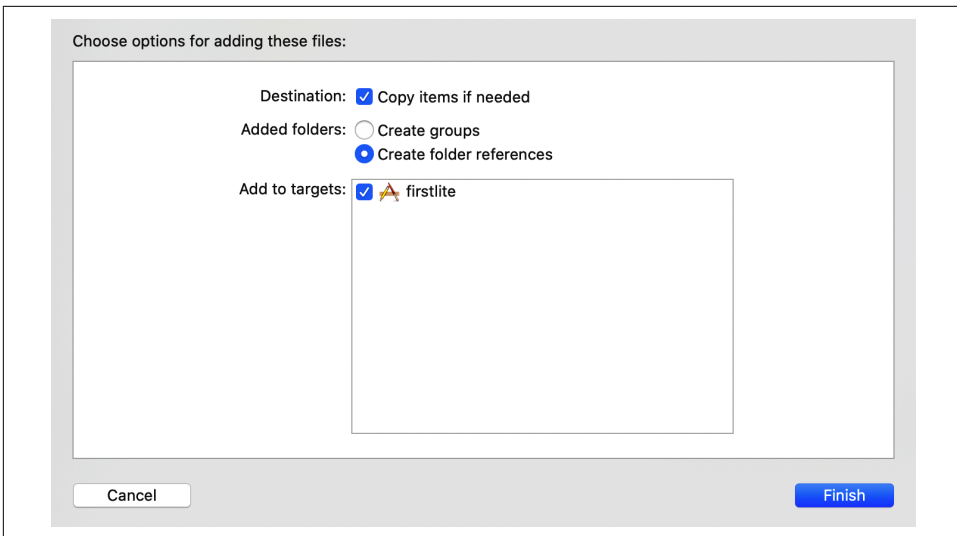 Choose options for adding these files:
Destination: Copy items if needed
Added folders: Create groups
Create folder references
Add to targets: firstlite
Cancel Finish